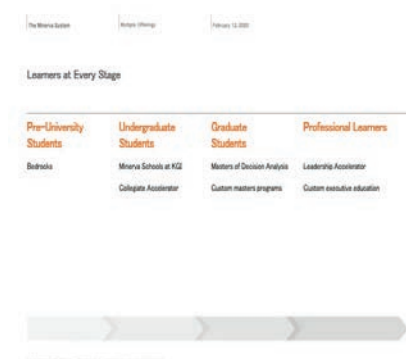 The Minerva System
Multiple Offerings
February 12, 2020
Learners at Every Stage
Pre-University Students
Undergraduate Students
Graduate Students
Professional Learners
Bedrocks
Minerva Schools at KGI
Masters of Decision Analysis
Leadership Accelerator
Collegiate Accelerator
Custom masters programs
Custom executive education